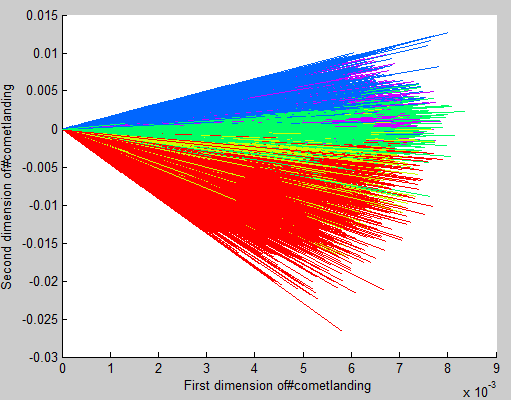 0.015
0.01
0.005
0
-0.005
-0.01
-0.015
-0.02
-0.025
-0.03
Second dimension of#cometlanding
0 1 2 3 4 5 6 7 8 9
First dimension of#cometlanding
x 10^-3